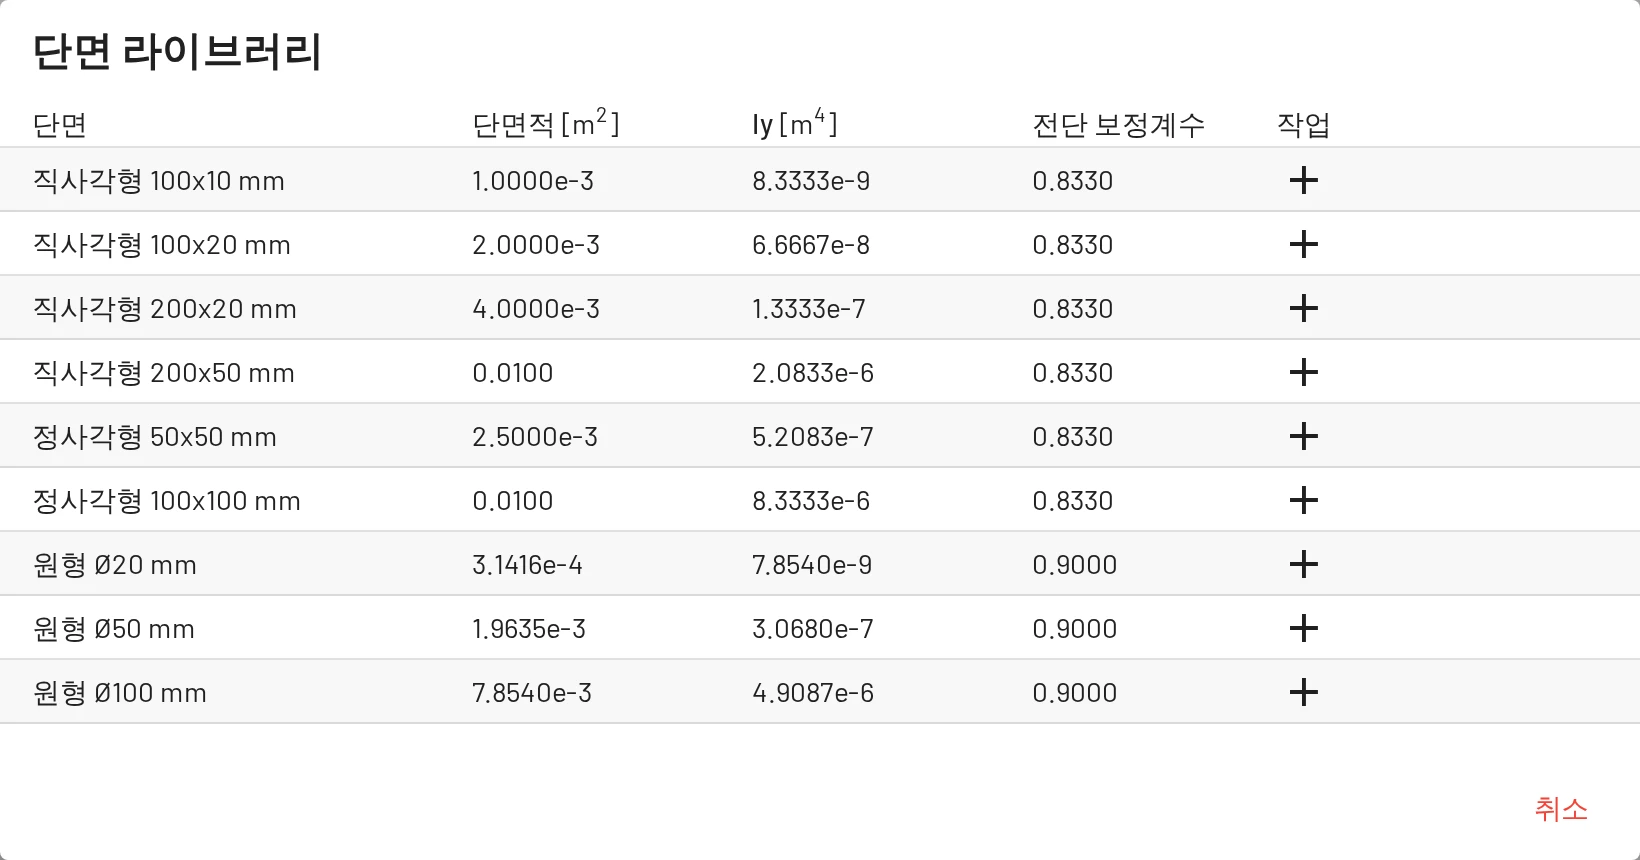 단면 라이브러리
단면 단면적 [m²] Iy [m⁴] 전단 보정계수 작업
직사각형 100x10 mm 1.0000e-3 8.3333e-9 0.8330
직사각형 100x20 mm 2.0000e-3 6.6667e-8 0.8330
직사각형 200x20 mm 4.0000e-3 1.3333e-7 0.8330
직사각형 200x50 mm 0.0100 2.0833e-6 0.8330
정사각형 50x50 mm 2.5000e-3 5.2083e-7 0.8330
정사각형 100x100 mm 0.0100 8.3333e-6 0.8330
원형 Ø20 mm 3.1416e-4 7.8540e-9 0.9000
원형 Ø50 mm 1.9635e-3 3.0680e-7 0.9000
원형 Ø100 mm 7.8540e-3 4.9087e-6 0.9000
취소